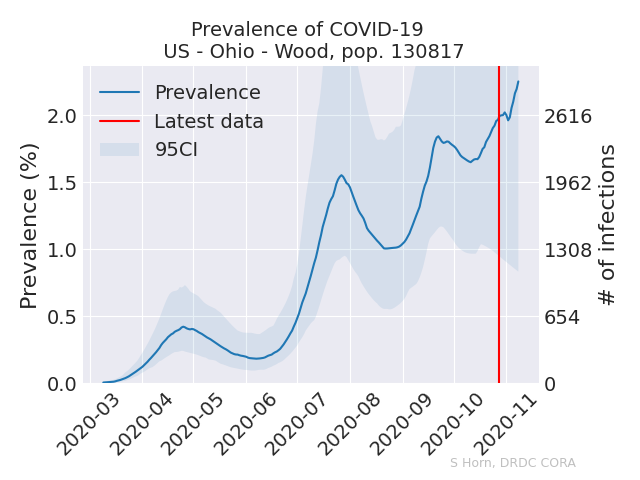 Prevalence of COVID-19
US - Ohio - Wood, pop. 130817
Prevalence
Latest data
95CI
Prevalence (%)
2.0
1.5
1.0
0.5
0.0
2616
1962
1308
654
0
# of infections
2020-03
2020-04
2020-05
2020-06
2020-07
2020-08
2020-09
2020-10
2020-11
S Horn, DRDC CORA